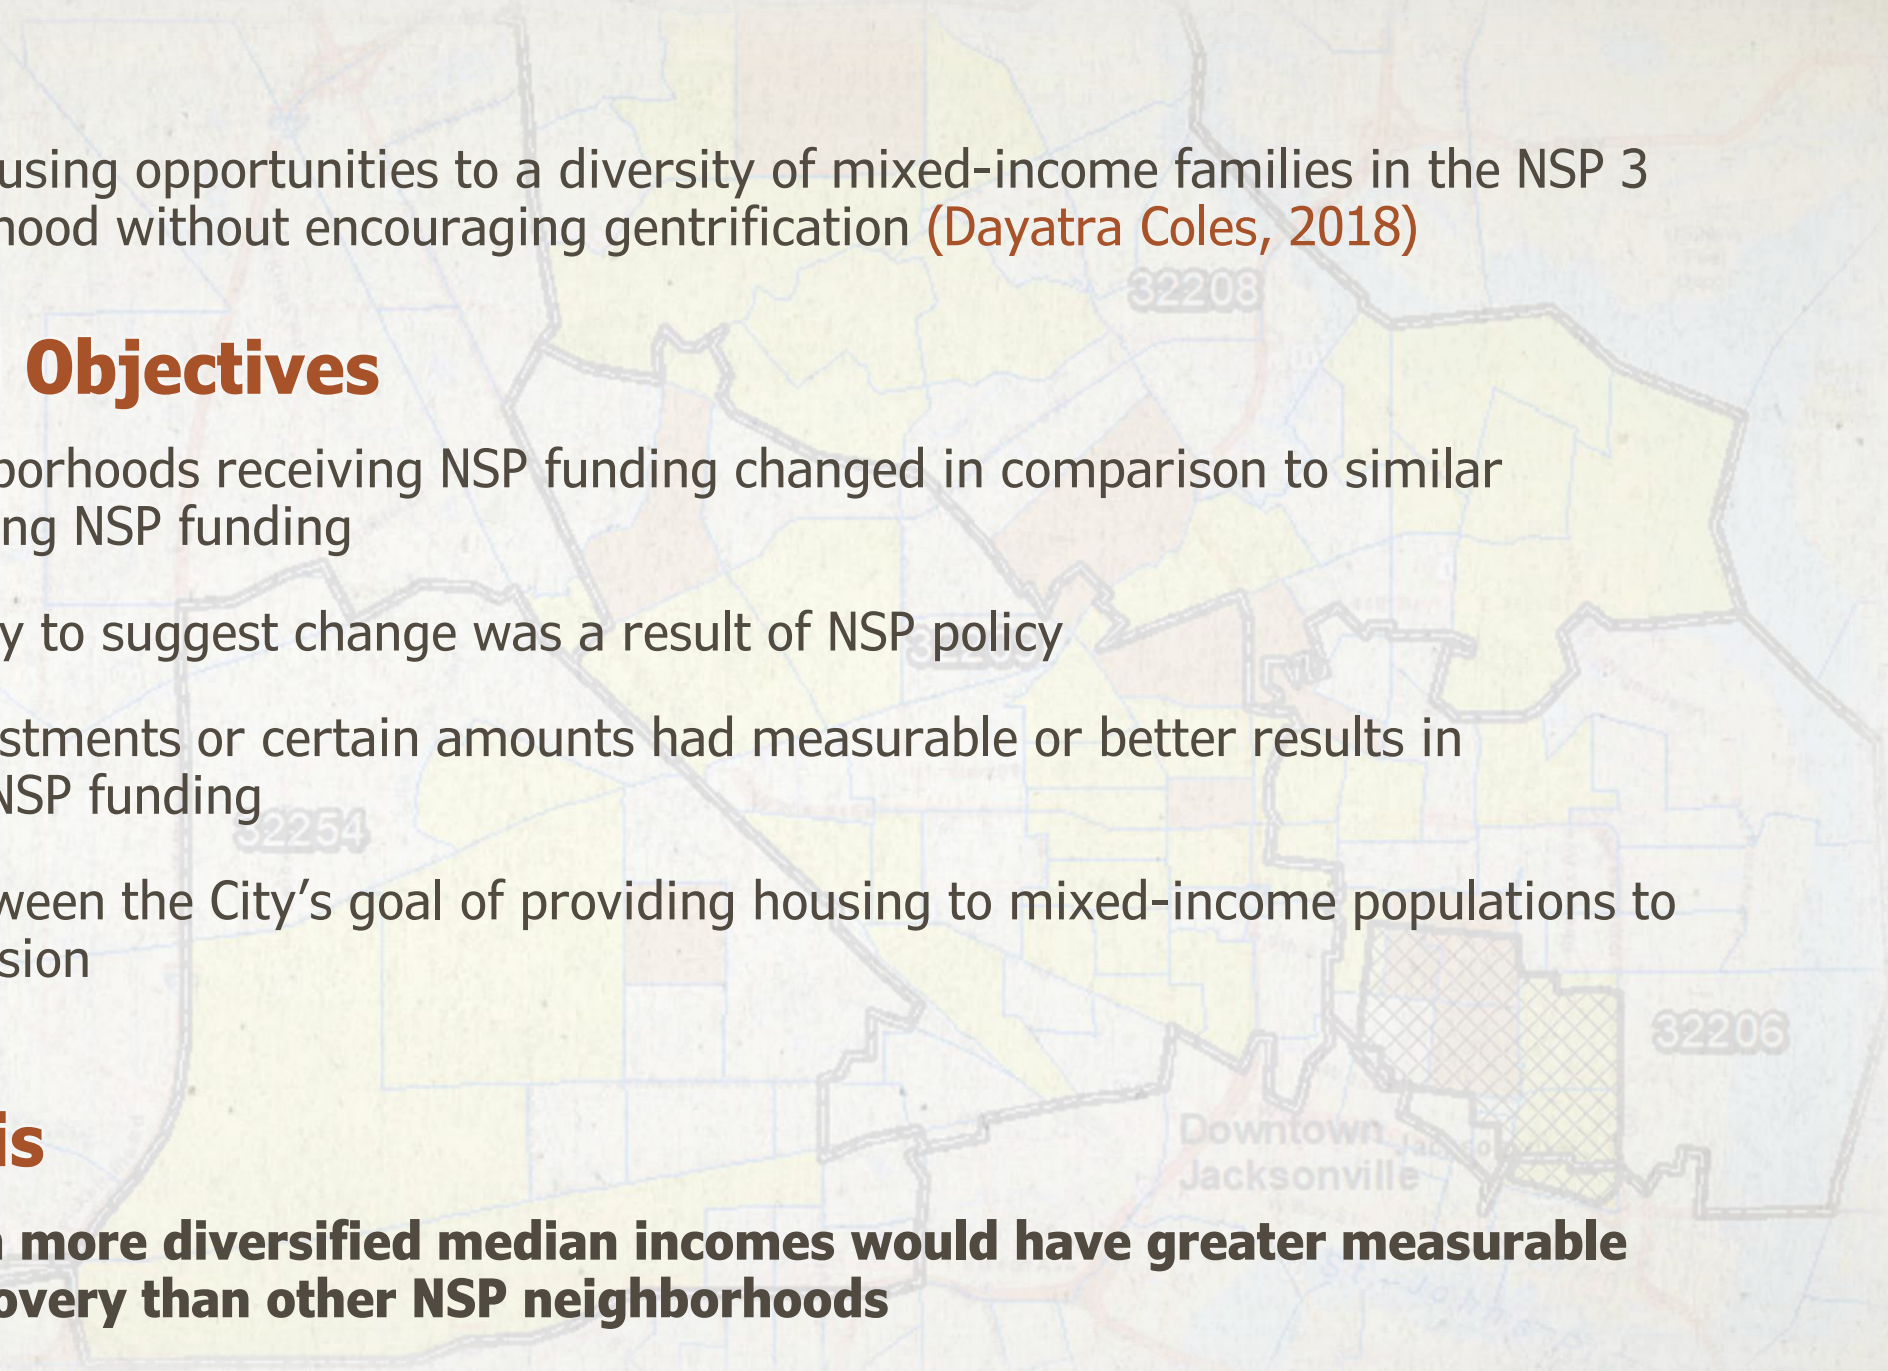 using opportunities to a diversity of mixed-income families in the NSP 3
hood without encouraging gentrification (Dayatra Coles, 2018)
32208
Objectives
borhoods receiving NSP funding changed in comparison to similar
ng NSP funding
y to suggest change was a result of NSP policy
stments or certain amounts had measurable or better results in
NSP funding
32254
ween the City’s goal of providing housing to mixed-income populations to
sion
32206
Downtown
Jacksonville
is
more diversified median incomes would have greater measurable
overy than other NSP neighborhoods